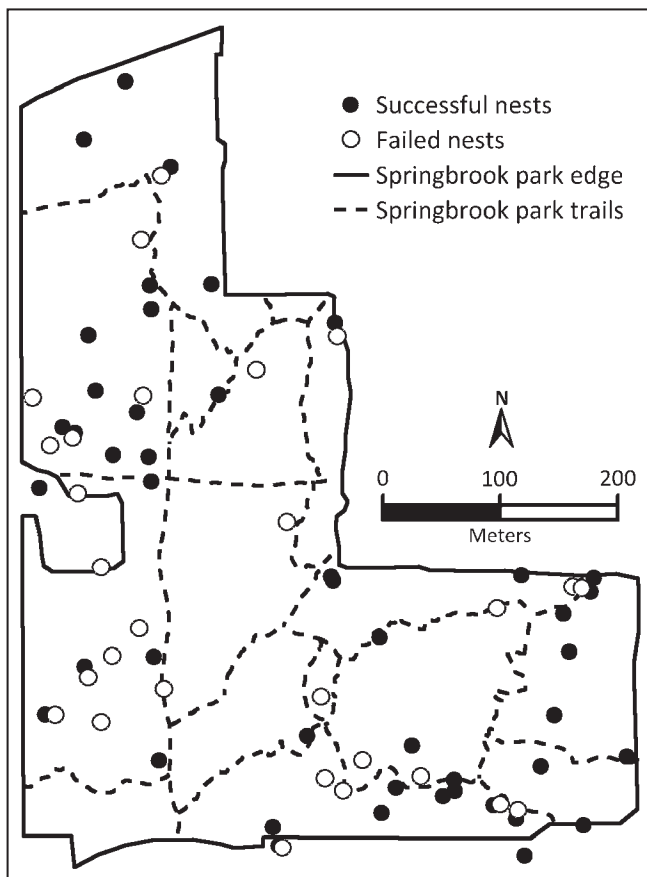 Successful nests
Failed nests
Springbrook park edge
Springbrook park trails
N
0 100 200
Meters